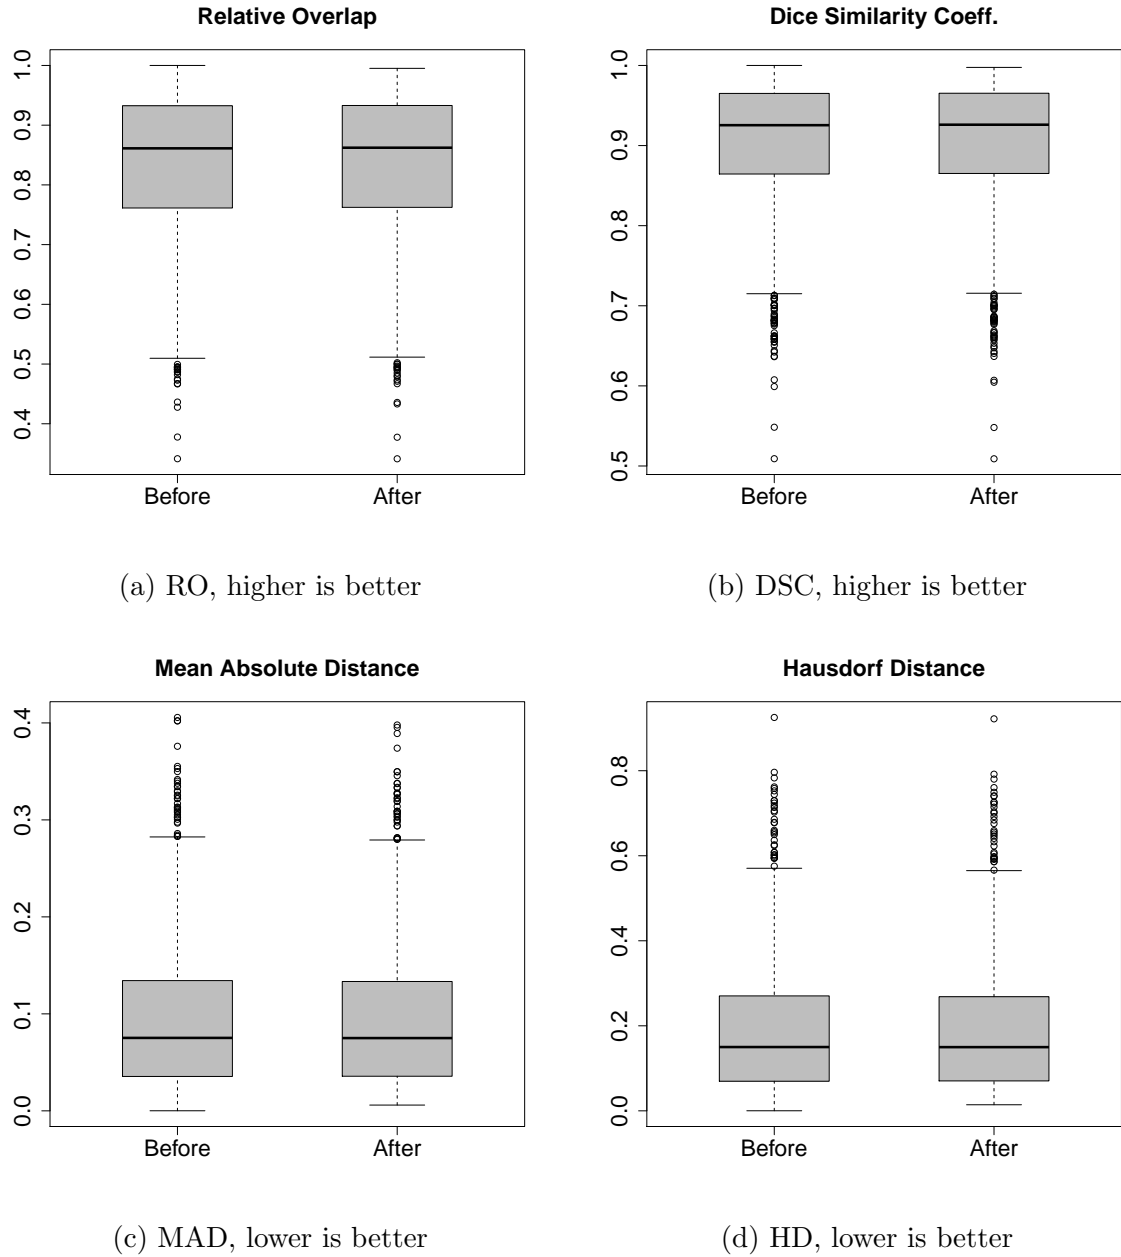 Relative Overlap
1.0
0.9
0.8
0.7
0.6
0.5
0.4
Before After
(a) RO, higher is better
Dice Similarity Coeff.
1.0
0.9
0.8
0.7
0.6
0.5
Before After
(b) DSC, higher is better
Mean Absolute Distance
0.4
0.3
0.2
0.1
0.0
Before After
(c) MAD, lower is better
Hausdorf Distance
0.8
0.6
0.4
0.2
0.0
Before After
(d) HD, lower is better